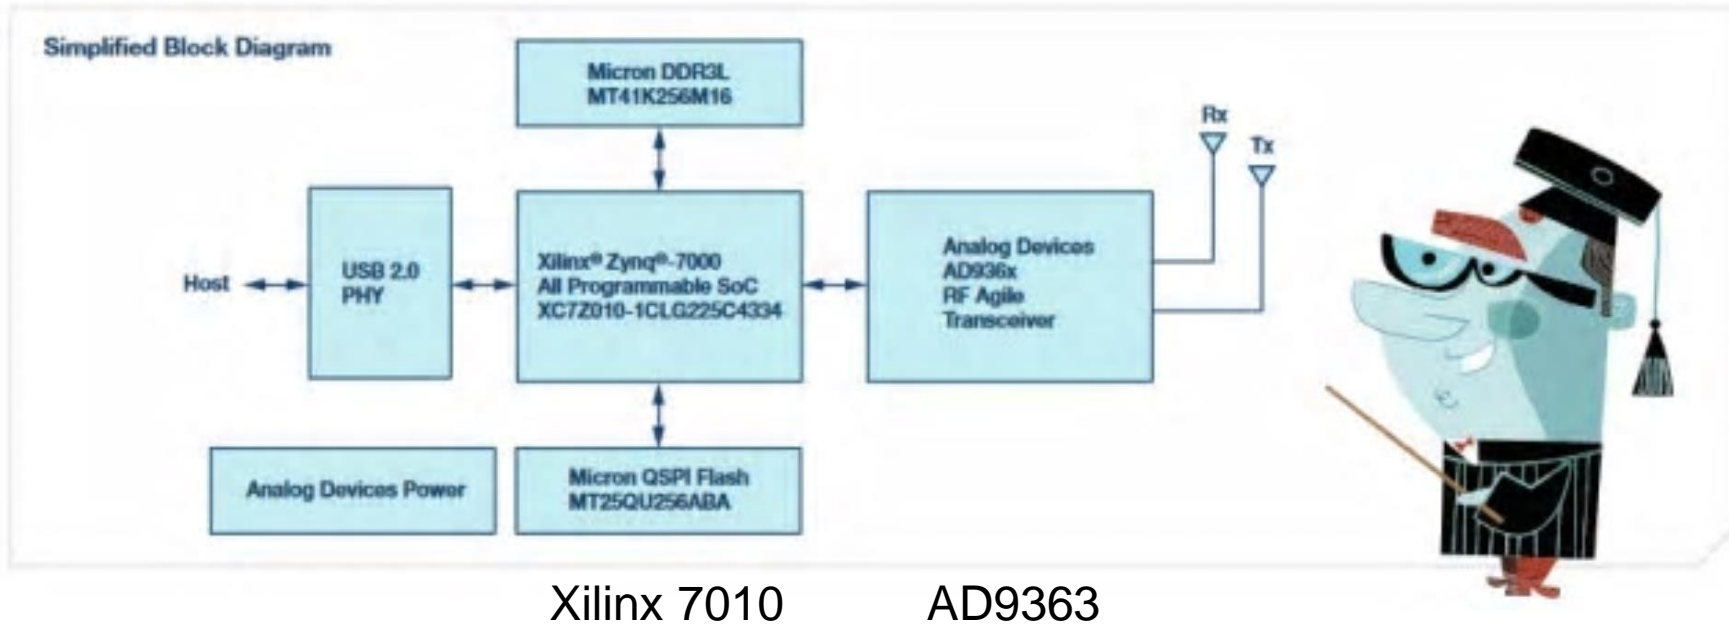 Simplified Block Diagram
Micron DDR3L
MT41K256M16
Rx
Tx
Host
USB 2.0
PHY
Xilinx® Zynq®-7000
All Programmable SoC
XC7Z010-1CLG225C4334
Analog Devices
AD936x
RF Agile
Transceiver
Analog Devices Power
Micron QSPI Flash
MT25QU256ABA
Xilinx 7010
AD9363